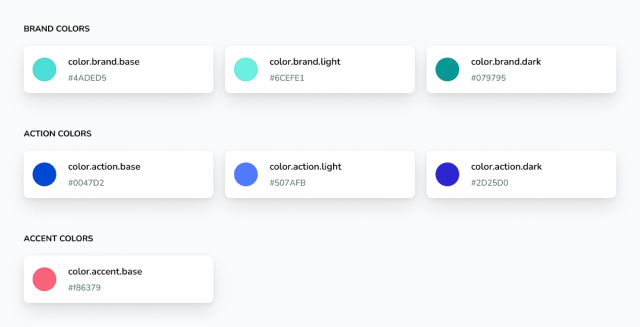 BRAND COLORS
color.brand.base
#4ADED5
color.brand.light
#6CEFE1
color.brand.dark
#079795
ACTION COLORS
color.action.base
#0047D2
color.action.light
#507AFB
color.action.dark
#2D25D0
ACCENT COLORS
color.accent.base
#f86379